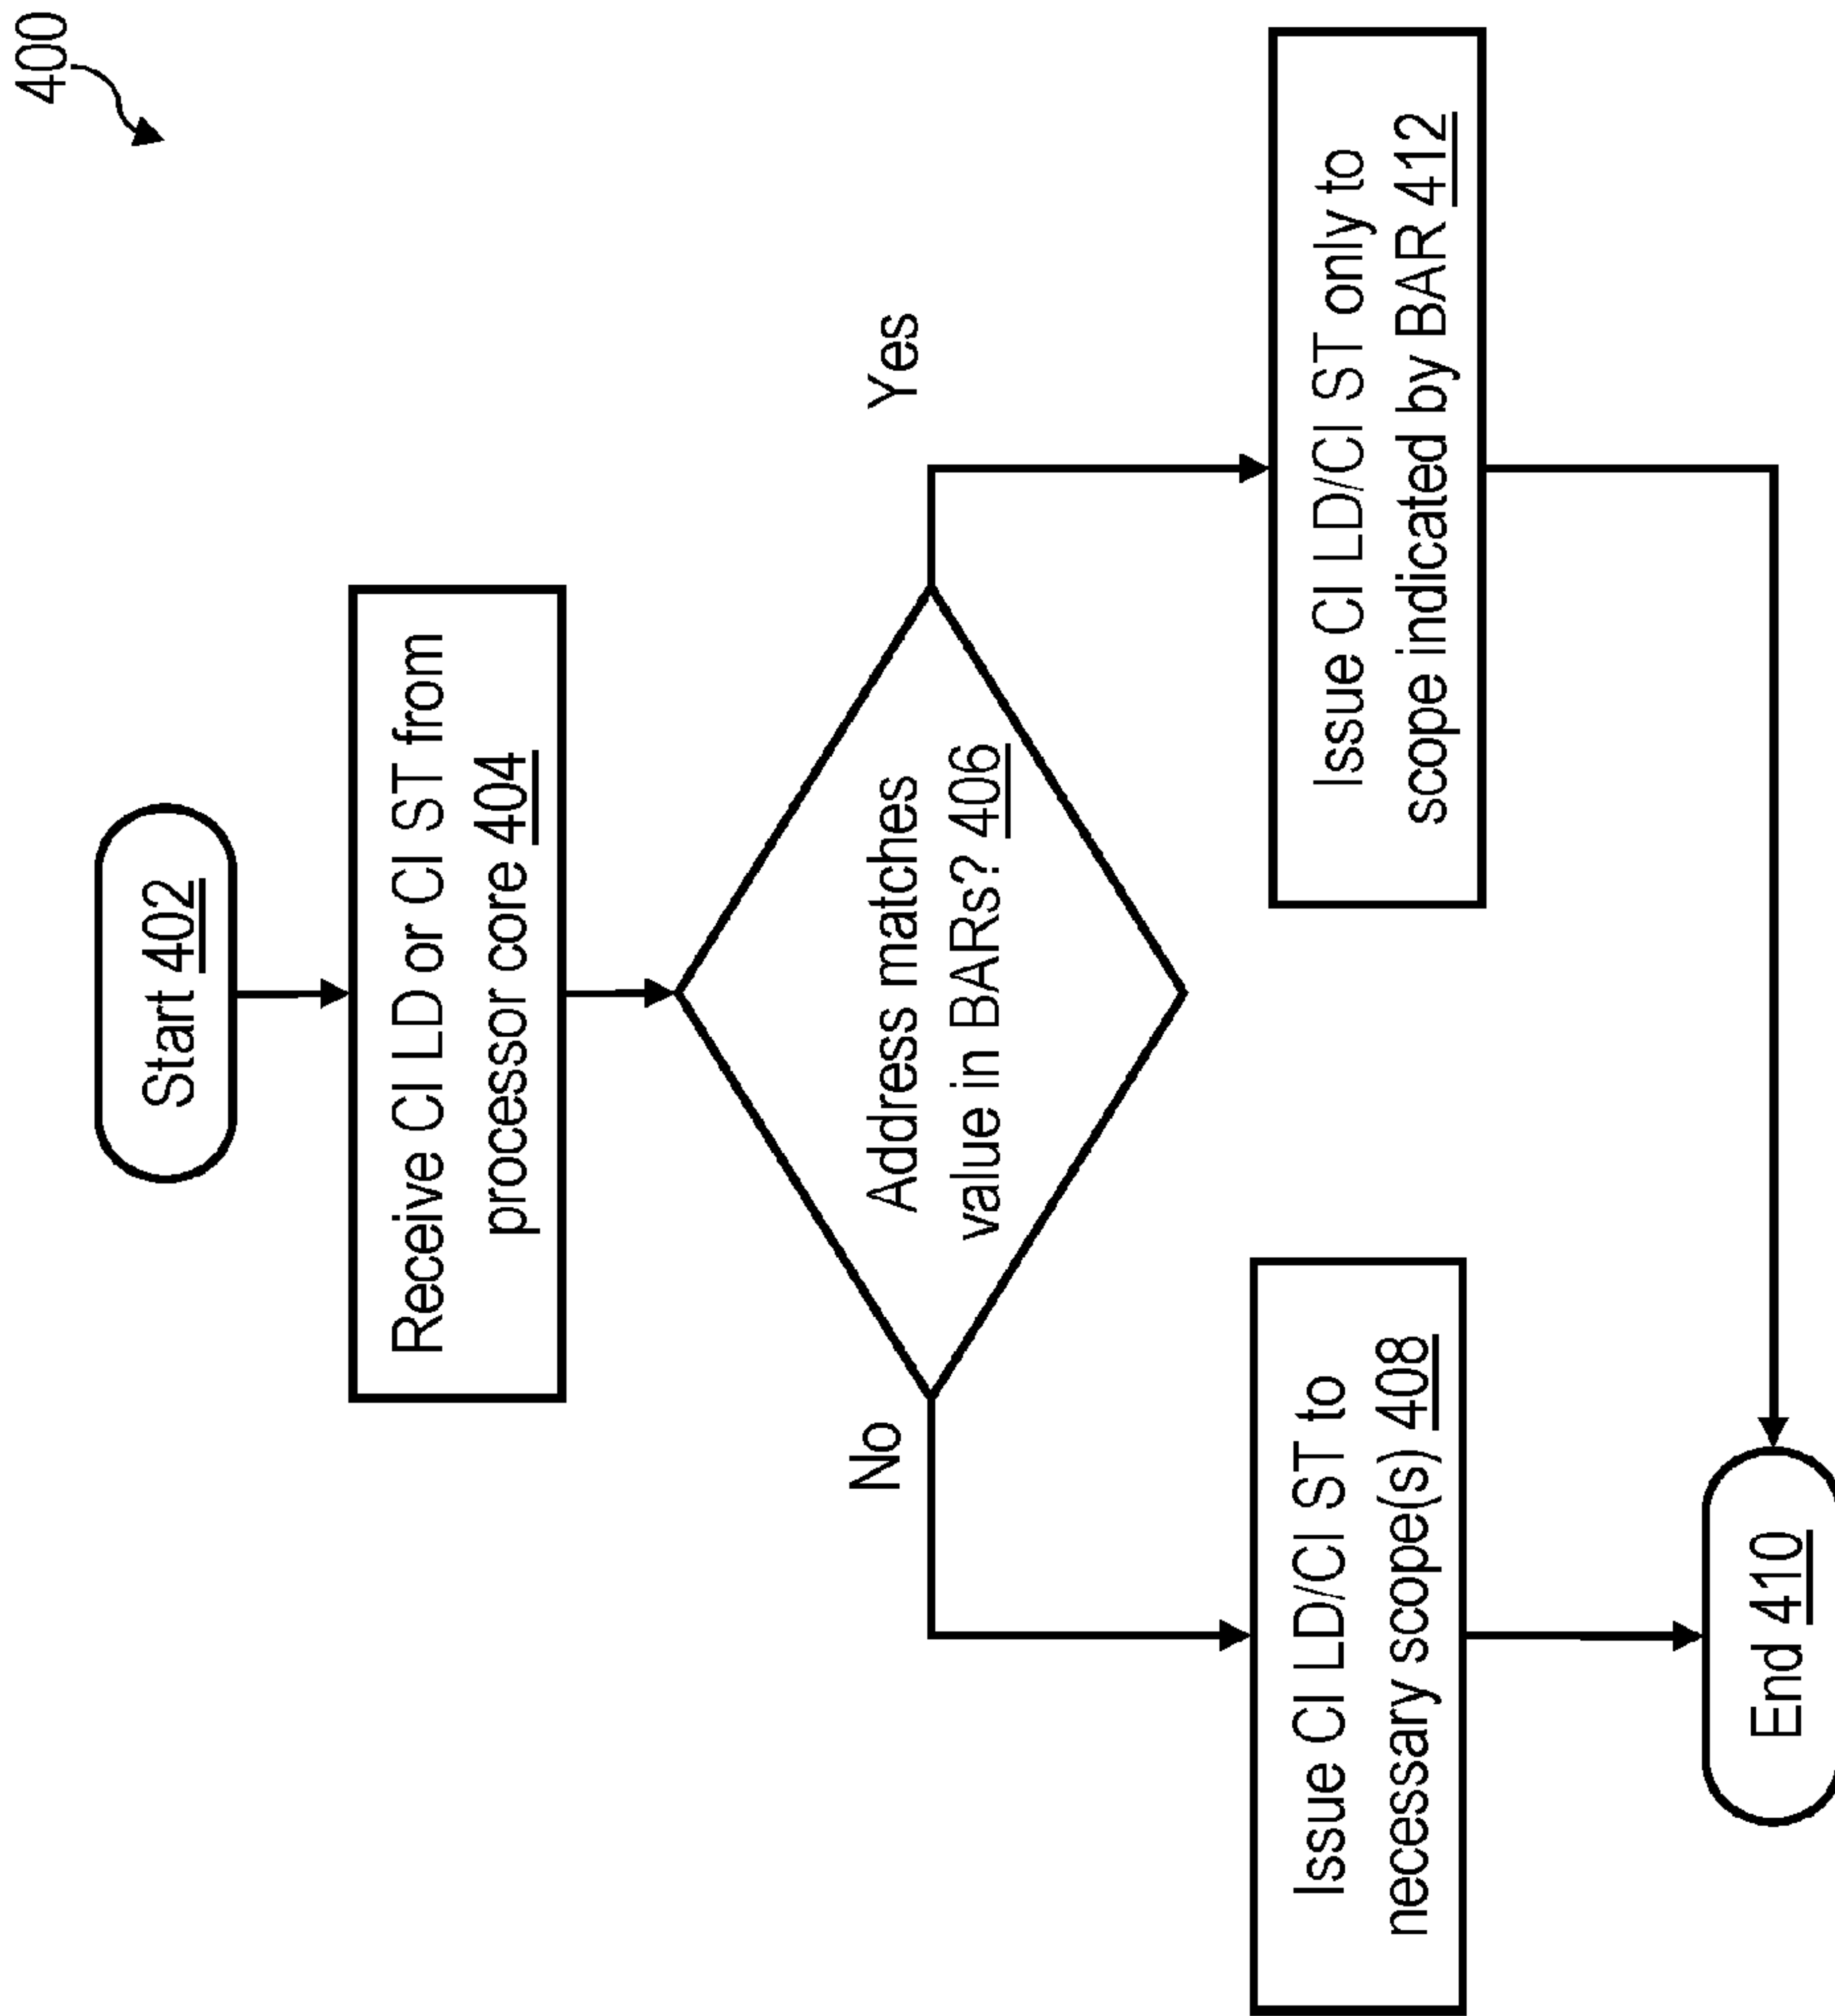 400
Start 402
Receive CI LD or CI ST from
processor core 404
Address matches
value in BARs? 406
No
Yes
Issue CI LD/CI ST to
necessary scope(s) 408
Issue CI LD/CI ST only to
scope indicated by BAR 412
End 410